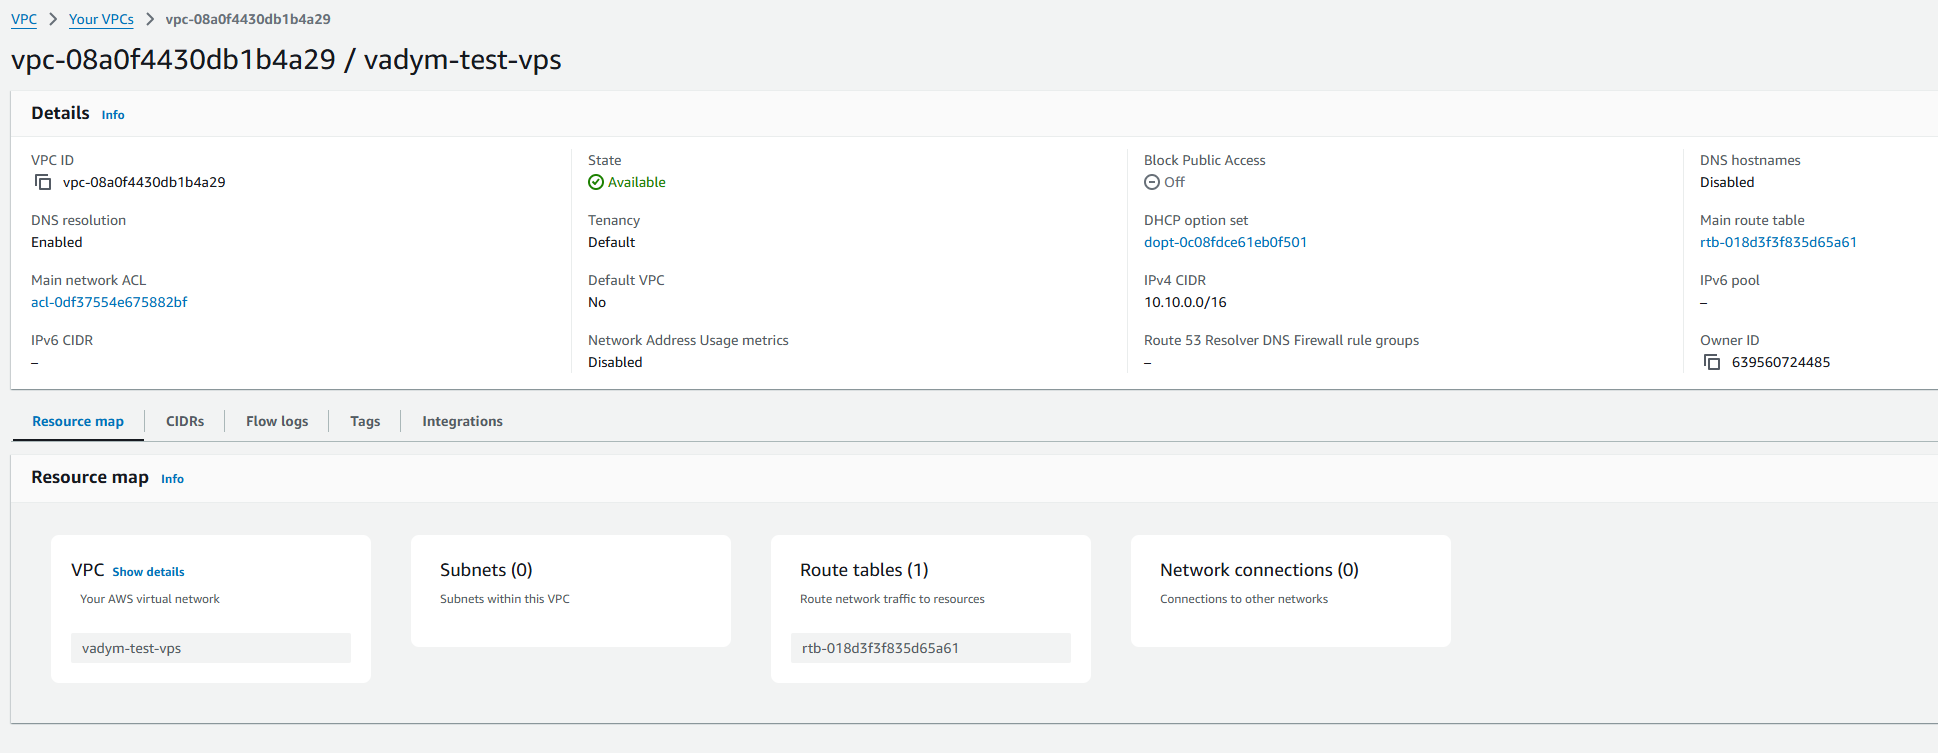 VPC > Your VPCs > vpc-08a0f4430db1b4a29
vpc-08a0f4430db1b4a29 / vadym-test-vps
Details Info
VPC ID
vpc-08a0f4430db1b4a29
State
Available
Block Public Access
Off
DNS hostnames
Disabled
DNS resolution
Enabled
Tenancy
Default
DHCP option set
dopt-0c08fdce61eb0f501
Main route table
rtb-018d3f3f835d65a61
Main network ACL
acl-0df37554e675882bf
Default VPC
No
IPv4 CIDR
10.10.0.0/16
IPv6 pool
–
IPv6 CIDR
–
Network Address Usage metrics
Disabled
Route 53 Resolver DNS Firewall rule groups
–
Owner ID
639560724485
Resource map
CIDRs
Flow logs
Tags
Integrations
Resource map Info
VPC Show details
Your AWS virtual network
vadym-test-vps
Subnets (0)
Subnets within this VPC
Route tables (1)
Route network traffic to resources
rtb-018d3f3f835d65a61
Network connections (0)
Connections to other networks